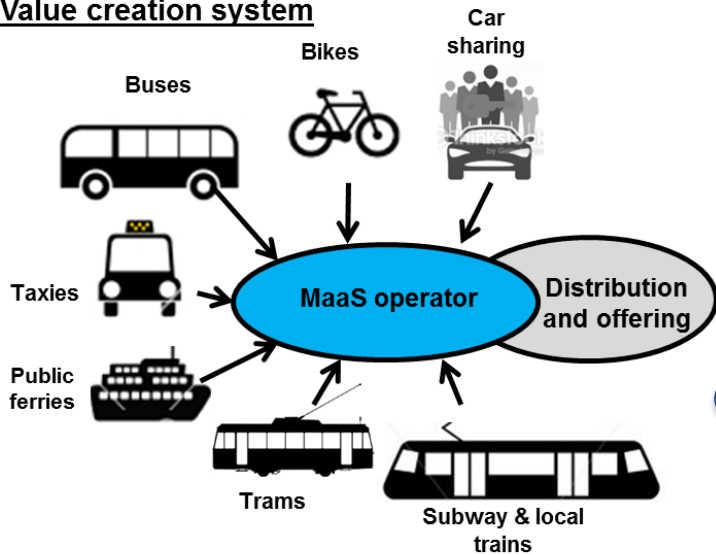 Value creation system
Car
sharing
Bikes
Buses
Taxies
MaaS operator
Distribution
and offering
Public
ferries
Trams
Subway & local
trains